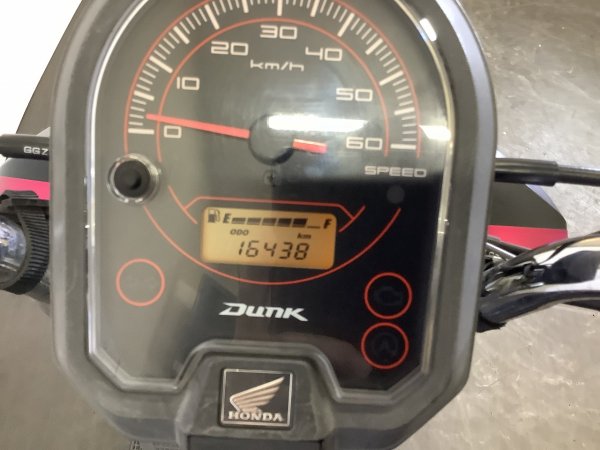 30
20 40
km/h
10 50
0 60
SPEED
E F
ODO km
16438
DUNK
HONDA